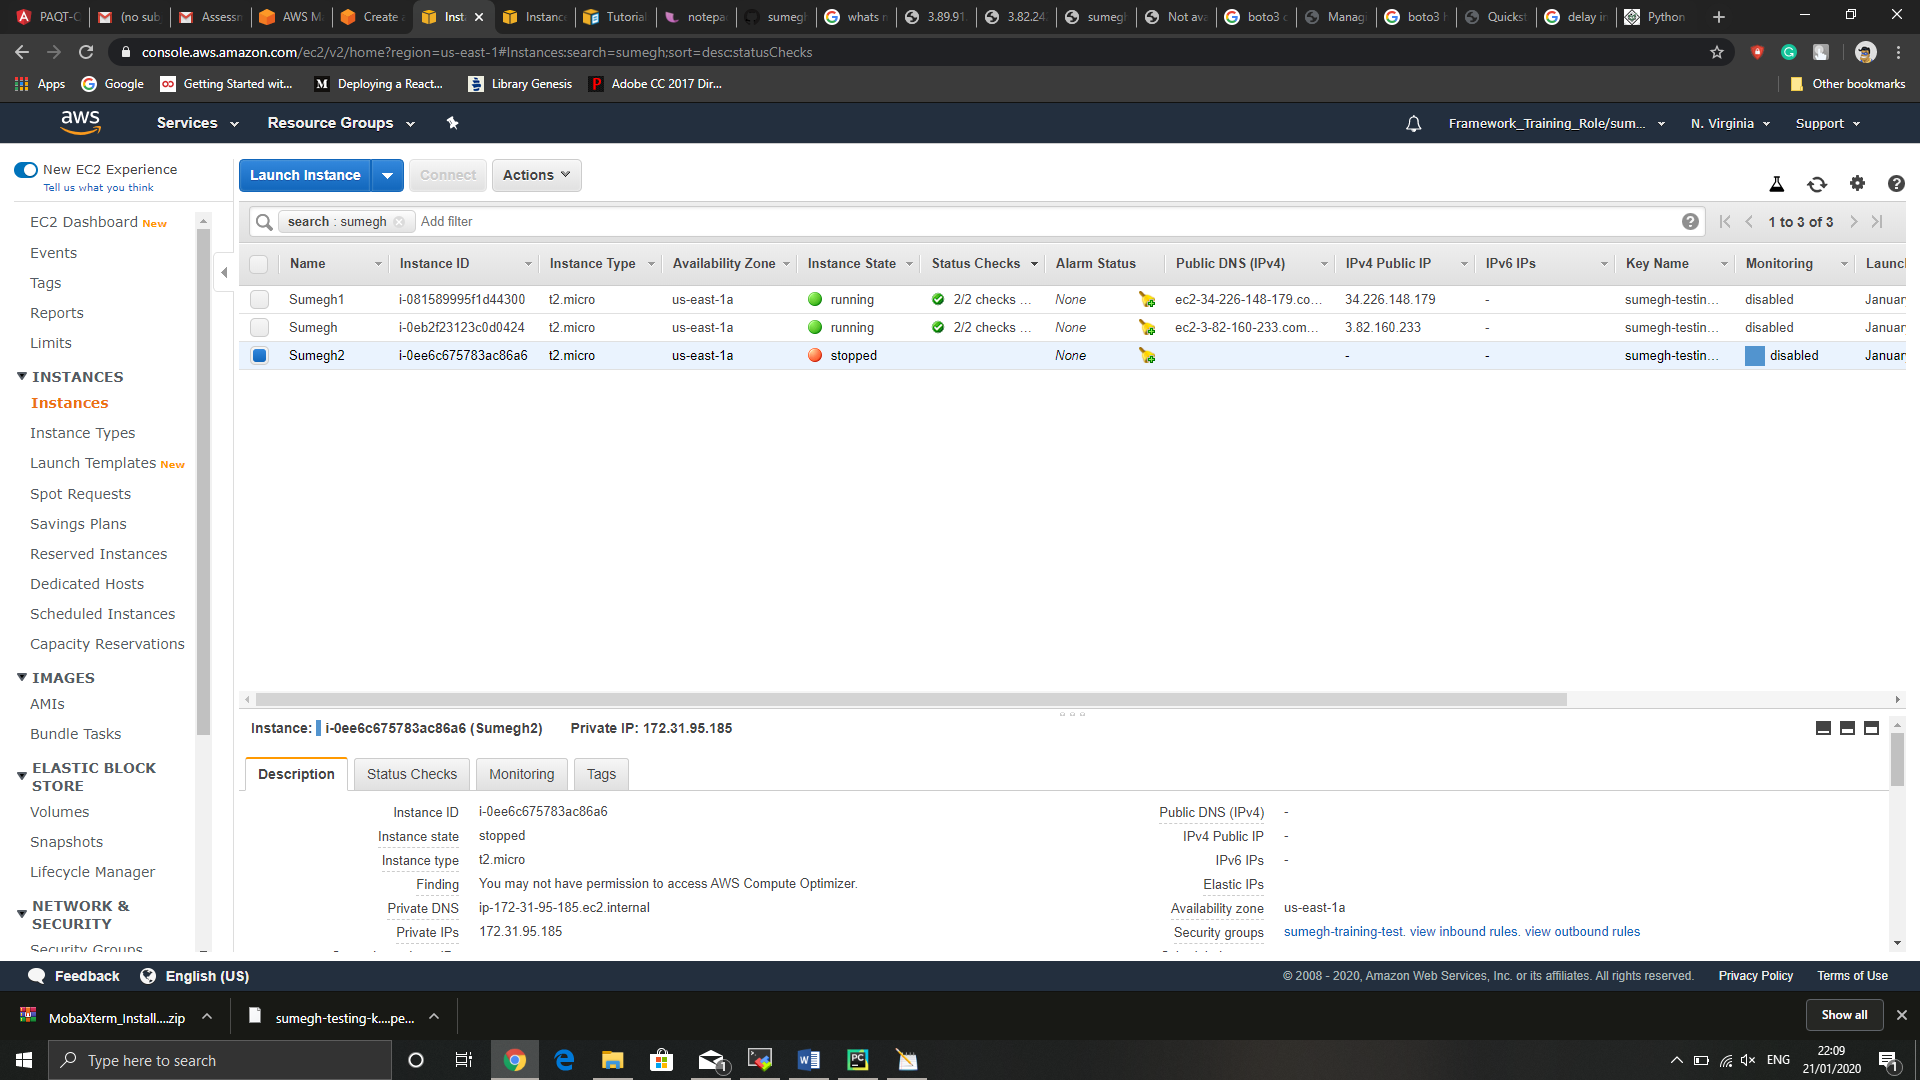 PAQT-C (no sub Assessm AWS M Create a Inst Instance Tutorial notepa sumegh whats n 3.89.91. 3.82.24 sumegh Not ava boto3 c Manag boto3 h Quickst delay in Python
console.aws.amazon.com/ec2/v2/home?region=us-east-1#Instances:search=sumegh;sort=desc:statusChecks
Apps Google Getting Started wit... Deploying a React... Library Genesis Adobe CC 2017 Dir... Other bookmarks
aws Services Resource Groups Framework_Training_Role/sum... N. Virginia Support
New EC2 Experience
Tell us what you think
Launch Instance Connect Actions
EC2 Dashboard New
Events
Tags
Reports
Limits
INSTANCES
Instances
Instance Types
Launch Templates New
Spot Requests
Savings Plans
Reserved Instances
Dedicated Hosts
Scheduled Instances
Capacity Reservations
IMAGES
AMIs
Bundle Tasks
ELASTIC BLOCK
STORE
Volumes
Snapshots
Lifecycle Manager
NETWORK &
SECURITY
Security Groups
search : sumegh Add filter 1 to 3 of 3
Name Instance ID Instance Type Availability Zone Instance State Status Checks Alarm Status Public DNS (IPv4) IPv4 Public IP IPv6 IPs Key Name Monitoring Launc
Sumegh1 i-081589995f1d44300 t2.micro us-east-1a running 2/2 checks ... None ec2-34-226-148-179.co... 34.226.148.179 - sumegh-testin... disabled Januar
Sumegh i-0eb2f23123c0d0424 t2.micro us-east-1a running 2/2 checks ... None ec2-3-82-160-233.com... 3.82.160.233 - sumegh-testin... disabled Januar
Sumegh2 i-0ee6c675783ac86a6 t2.micro us-east-1a stopped None - - sumegh-testin... disabled Januar
Instance: i-0ee6c675783ac86a6 (Sumegh2) Private IP: 172.31.95.185
Description Status Checks Monitoring Tags
Instance ID i-0ee6c675783ac86a6
Instance state stopped
Instance type t2.micro
Finding You may not have permission to access AWS Compute Optimizer.
Private DNS ip-172-31-95-185.ec2.internal
Private IPs 172.31.95.185
Public DNS (IPv4) -
IPv4 Public IP -
IPv6 IPs -
Elastic IPs
Availability zone us-east-1a
Security groups sumegh-training-test. view inbound rules. view outbound rules
Feedback English (US) © 2008 - 2020, Amazon Web Services, Inc. or its affiliates. All rights reserved. Privacy Policy Terms of Use
MobaXterm_Install....zip sumegh-testing-k....pe... Show all
Type here to search 1 ENG 22:09
21/01/2020 1